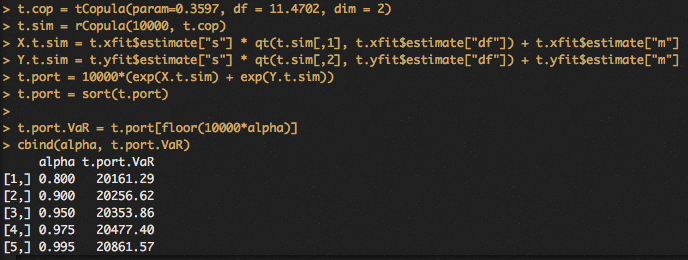 > t.cop = tCopula(param=0.3597, df = 11.4702, dim = 2)
> t.sim = rCopula(10000, t.cop)
> X.t.sim = t.xfit$estimate["s"] * qt(t.sim[,1], t.xfit$estimate["df"]) + t.xfit$estimate["m"]
> Y.t.sim = t.yfit$estimate["s"] * qt(t.sim[,2], t.yfit$estimate["df"]) + t.yfit$estimate["m"]
> t.port = 10000*(exp(X.t.sim) + exp(Y.t.sim))
> t.port = sort(t.port)
>
> t.port.VaR = t.port[floor(10000*alpha)]
> cbind(alpha, t.port.VaR)
     alpha t.port.VaR
[1,] 0.800   20161.29
[2,] 0.900   20256.62
[3,] 0.950   20353.86
[4,] 0.975   20477.40
[5,] 0.995   20861.57